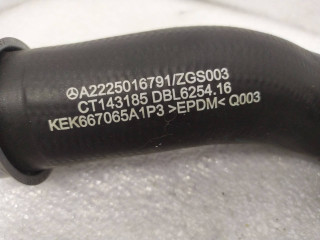 A2225016791/ZGS003
CT143185 DBL6254.16
KEK667065A1P3 >EPDM< Q003